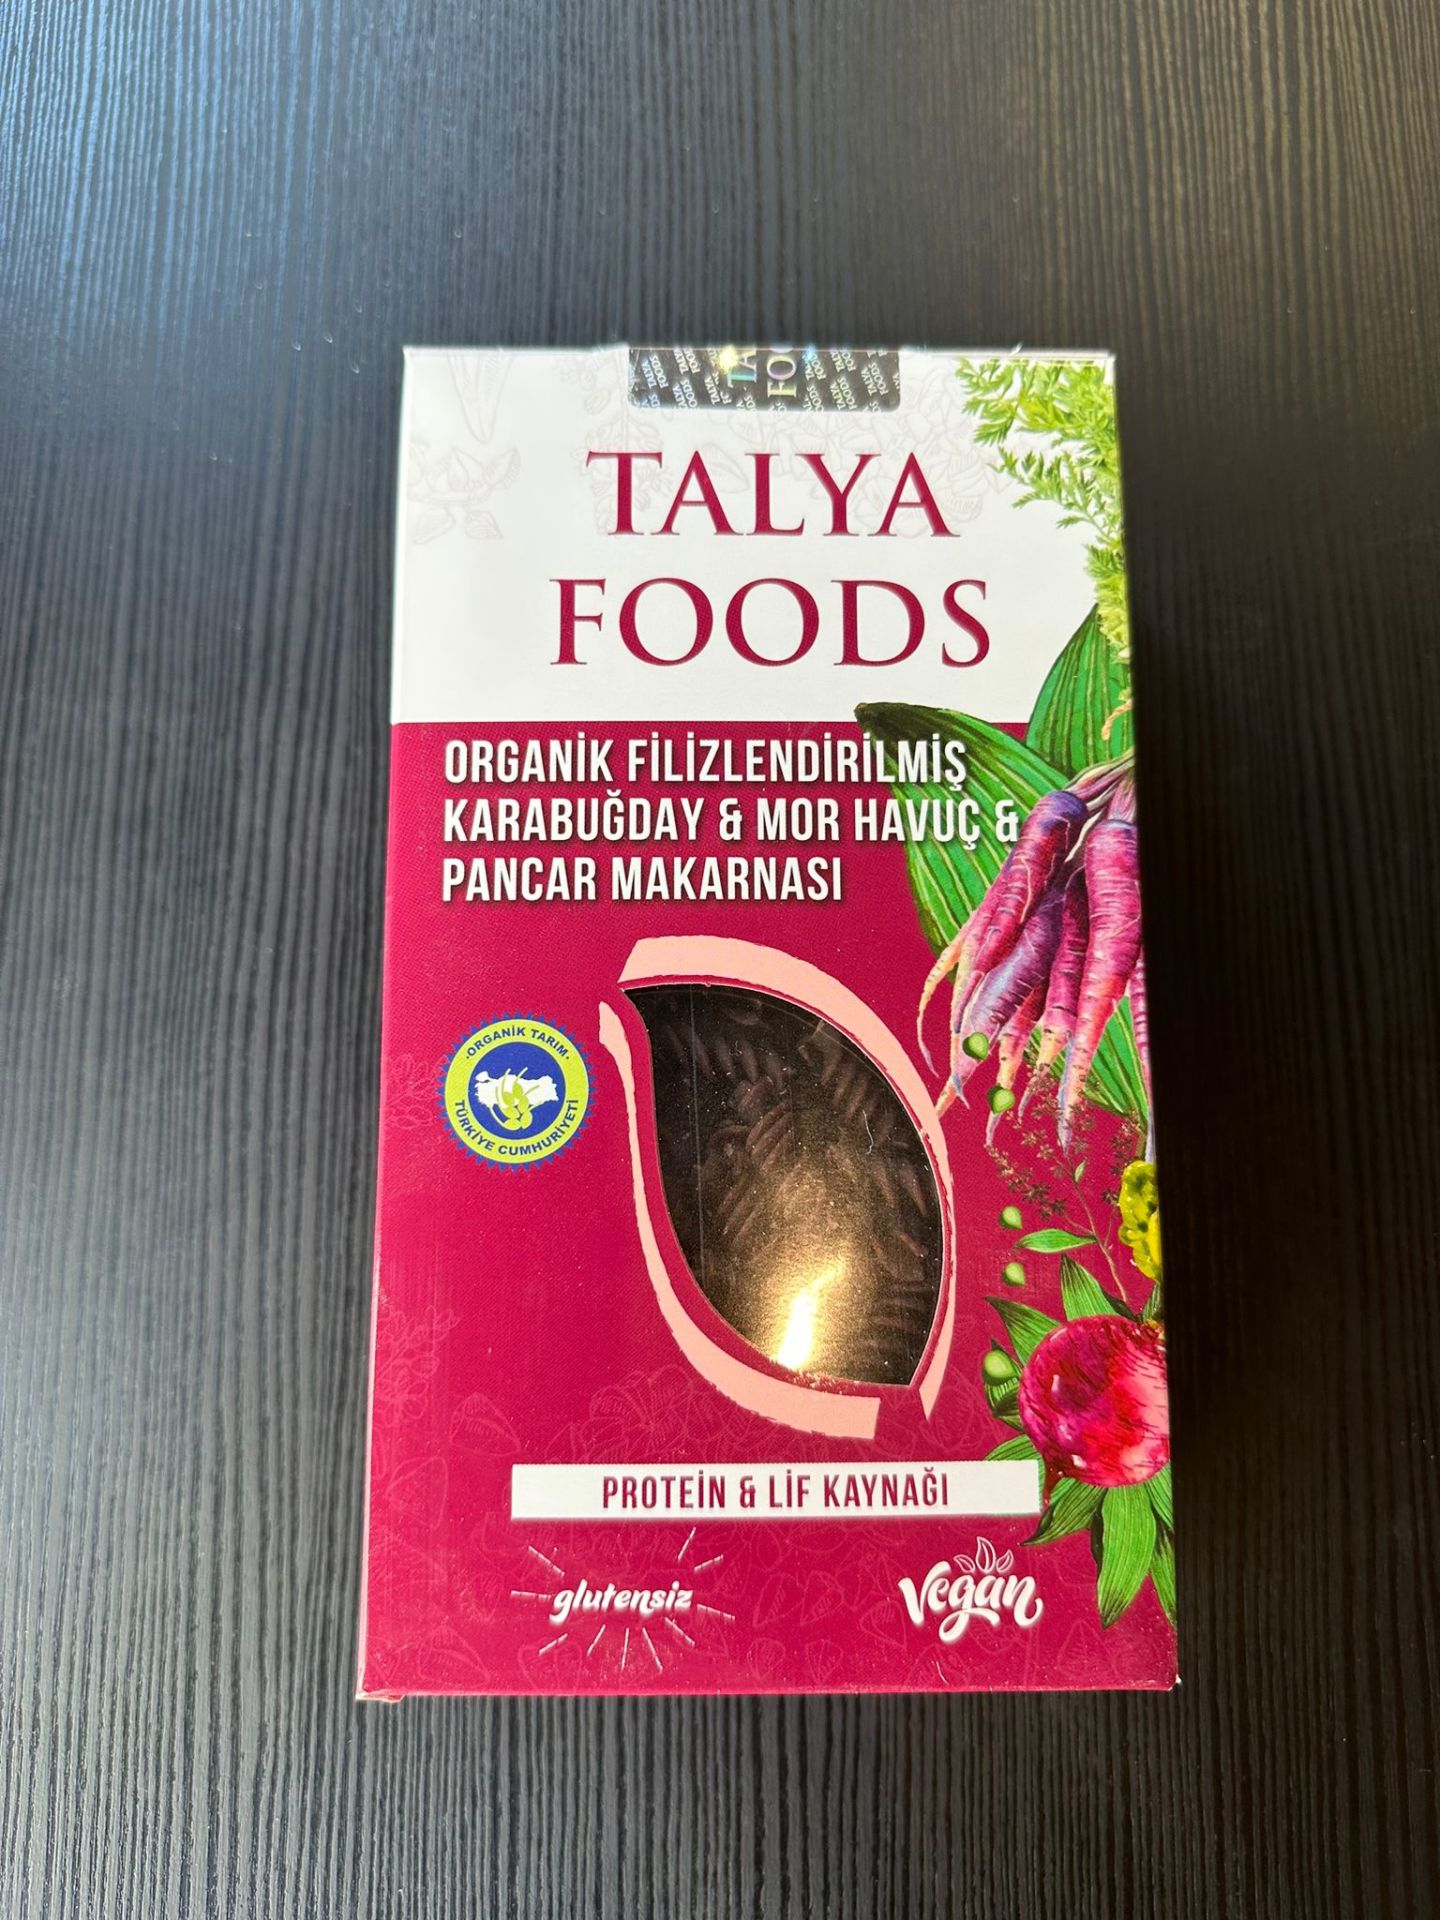 TALYA
FOODS
ORGANİK FİLİZLENDİRİLMİŞ
KARABUĞDAY & MOR HAVUÇ &
PANCAR MAKARNASI
ORGANİK TARIM
TÜRKİYE CUMHURİYETİ
PROTEİN & LİF KAYNAĞI
glutensiz
Vegan